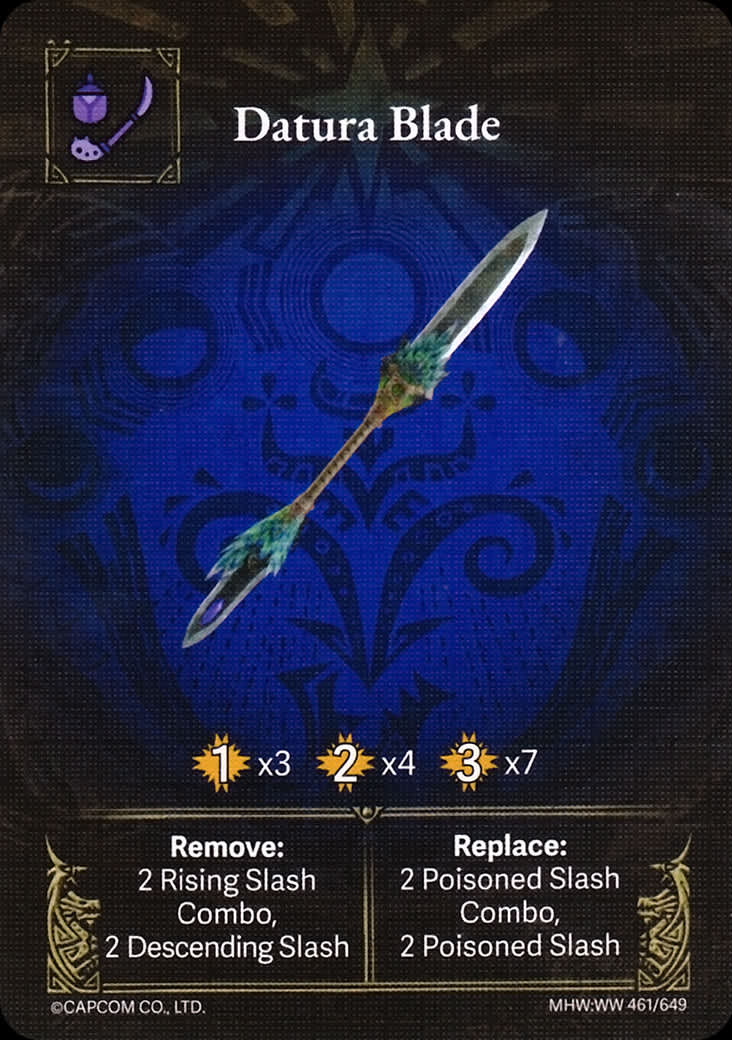 Datura Blade
1 x3 2 x4 3 x7
Remove:
2 Rising Slash
Combo,
2 Descending Slash
Replace:
2 Poisoned Slash
Combo,
2 Poisoned Slash
©CAPCOM CO., LTD.
MHW:WW 461/649